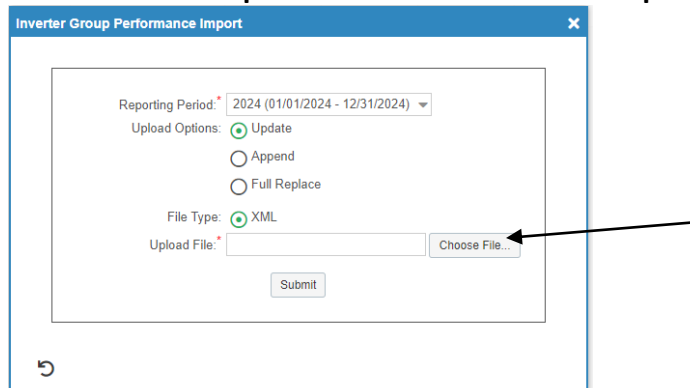 Inverter Group Performance Import
Reporting Period:* 2024 (01/01/2024 - 12/31/2024)
Upload Options: Update
Append
Full Replace
File Type: XML
Upload File:* Choose File...
Submit